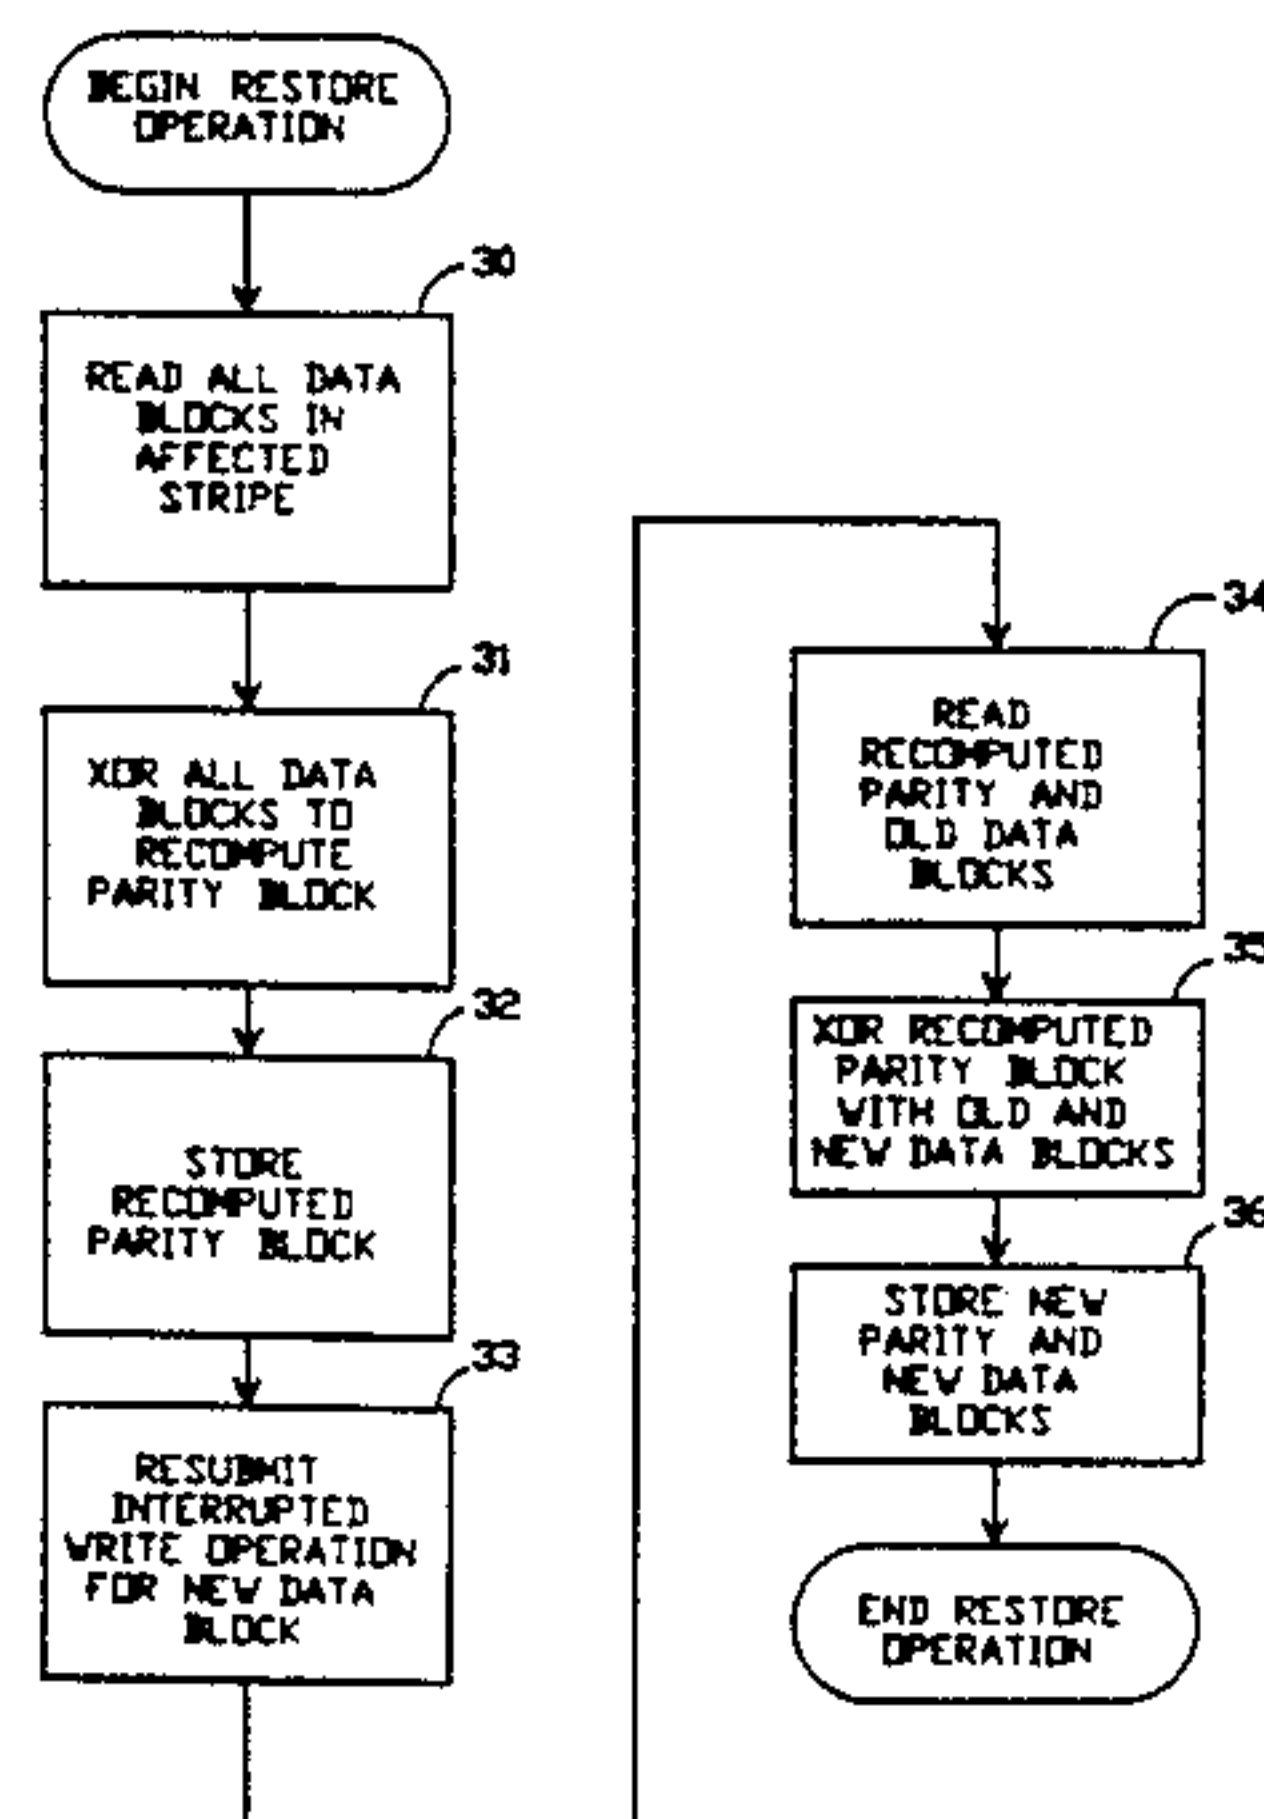 BEGIN RESTORE
OPERATION
30
READ ALL DATA
BLOCKS IN
AFFECTED
STRIPE
31
XOR ALL DATA
BLOCKS TO
RECOMPUTE
PARITY BLOCK
32
STORE
RECOMPUTED
PARITY BLOCK
33
RESUBMIT
INTERRUPTED
WRITE OPERATION
FOR NEW DATA
BLOCK
34
READ
RECOMPUTED
PARITY AND
OLD DATA
BLOCKS
35
XOR RECOMPUTED
PARITY BLOCK
WITH OLD AND
NEW DATA BLOCKS
36
STORE NEW
PARITY AND
NEW DATA
BLOCKS
END RESTORE
OPERATION